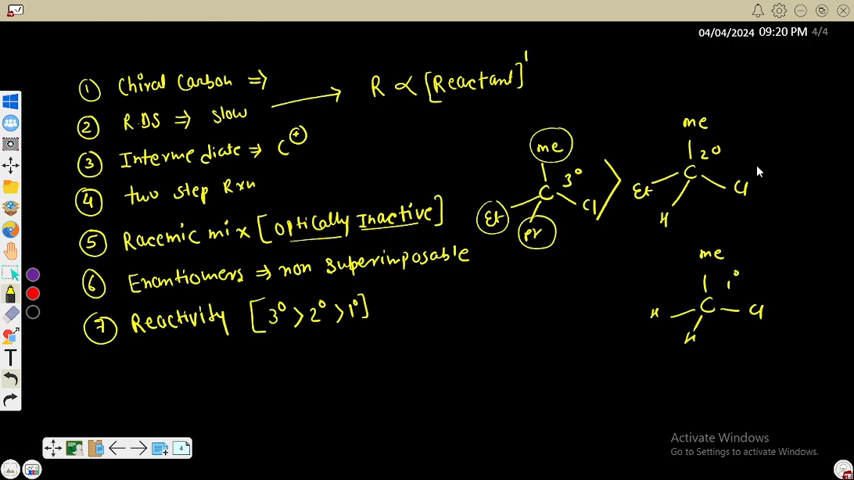 04/04/2024 09:20 PM 4/4
① Chiral Carbon ⇒
② R.D.S ⇒ slow → R ∝ [Reactant]¹
③ Intermediate ⇒ C⊕
④ two step Rxn
⑤ Racemic mix [optically Inactive]
⑥ Enantiomers ⇒ non superimposable
⑦ Reactivity [3° > 2° > 1°]
me
C 3°
Et
Cl
pr
>
me
2°
C
Et
Cl
H
me
1°
C
H
Cl
H
T
4
Activate Windows
Go to Settings to activate Windows.